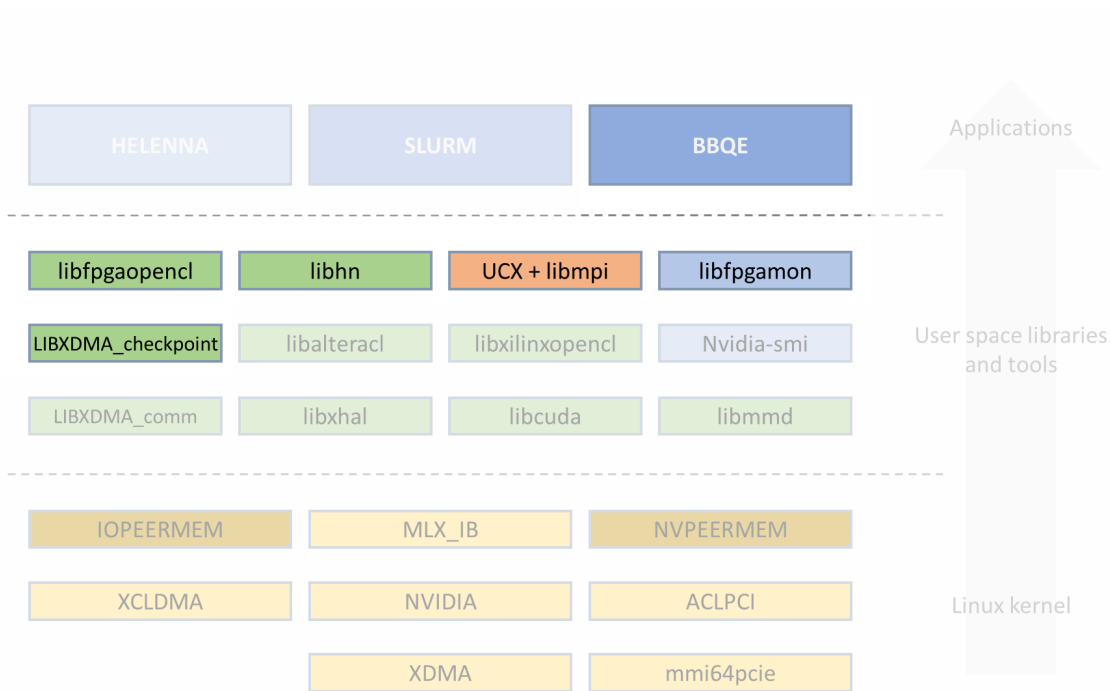 HELENNA
SLURM
BBQE
Applications
libfpgaopencl
libhn
UCX + libmpi
libfpgamon
LIBXDMA_checkpoint
libalteracl
libxilinxopencl
Nvidia-smi
User space libraries
and tools
LIBXDMA_comm
libxhal
libcuda
libmmd
IOPEERMEM
MLX_IB
NVPEERMEM
XCLDMA
NVIDIA
ACLPCI
Linux kernel
XDMA
mmi64pcie